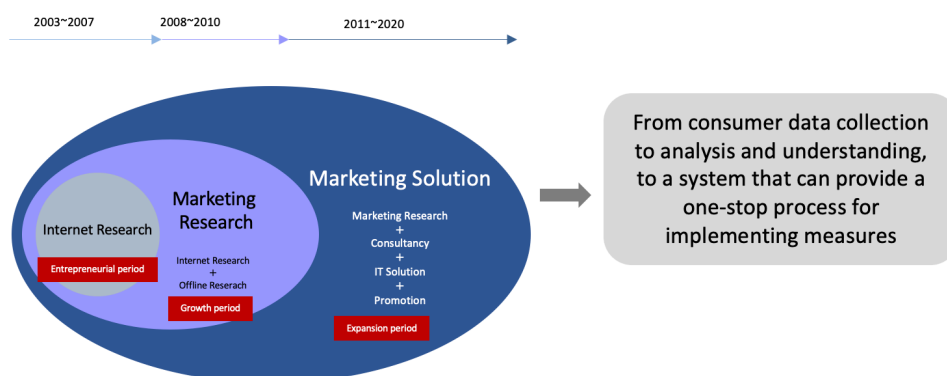 2003~2007
2008~2010
2011~2020
Internet Research
Entrepreneurial period
Marketing
Research
Internet Research
+
Offline Reserach
Growth period
Marketing Solution
Marketing Research
+
Consultancy
+
IT Solution
+
Promotion
Expansion period
From consumer data collection
to analysis and understanding,
to a system that can provide a
one-stop process for
implementing measures